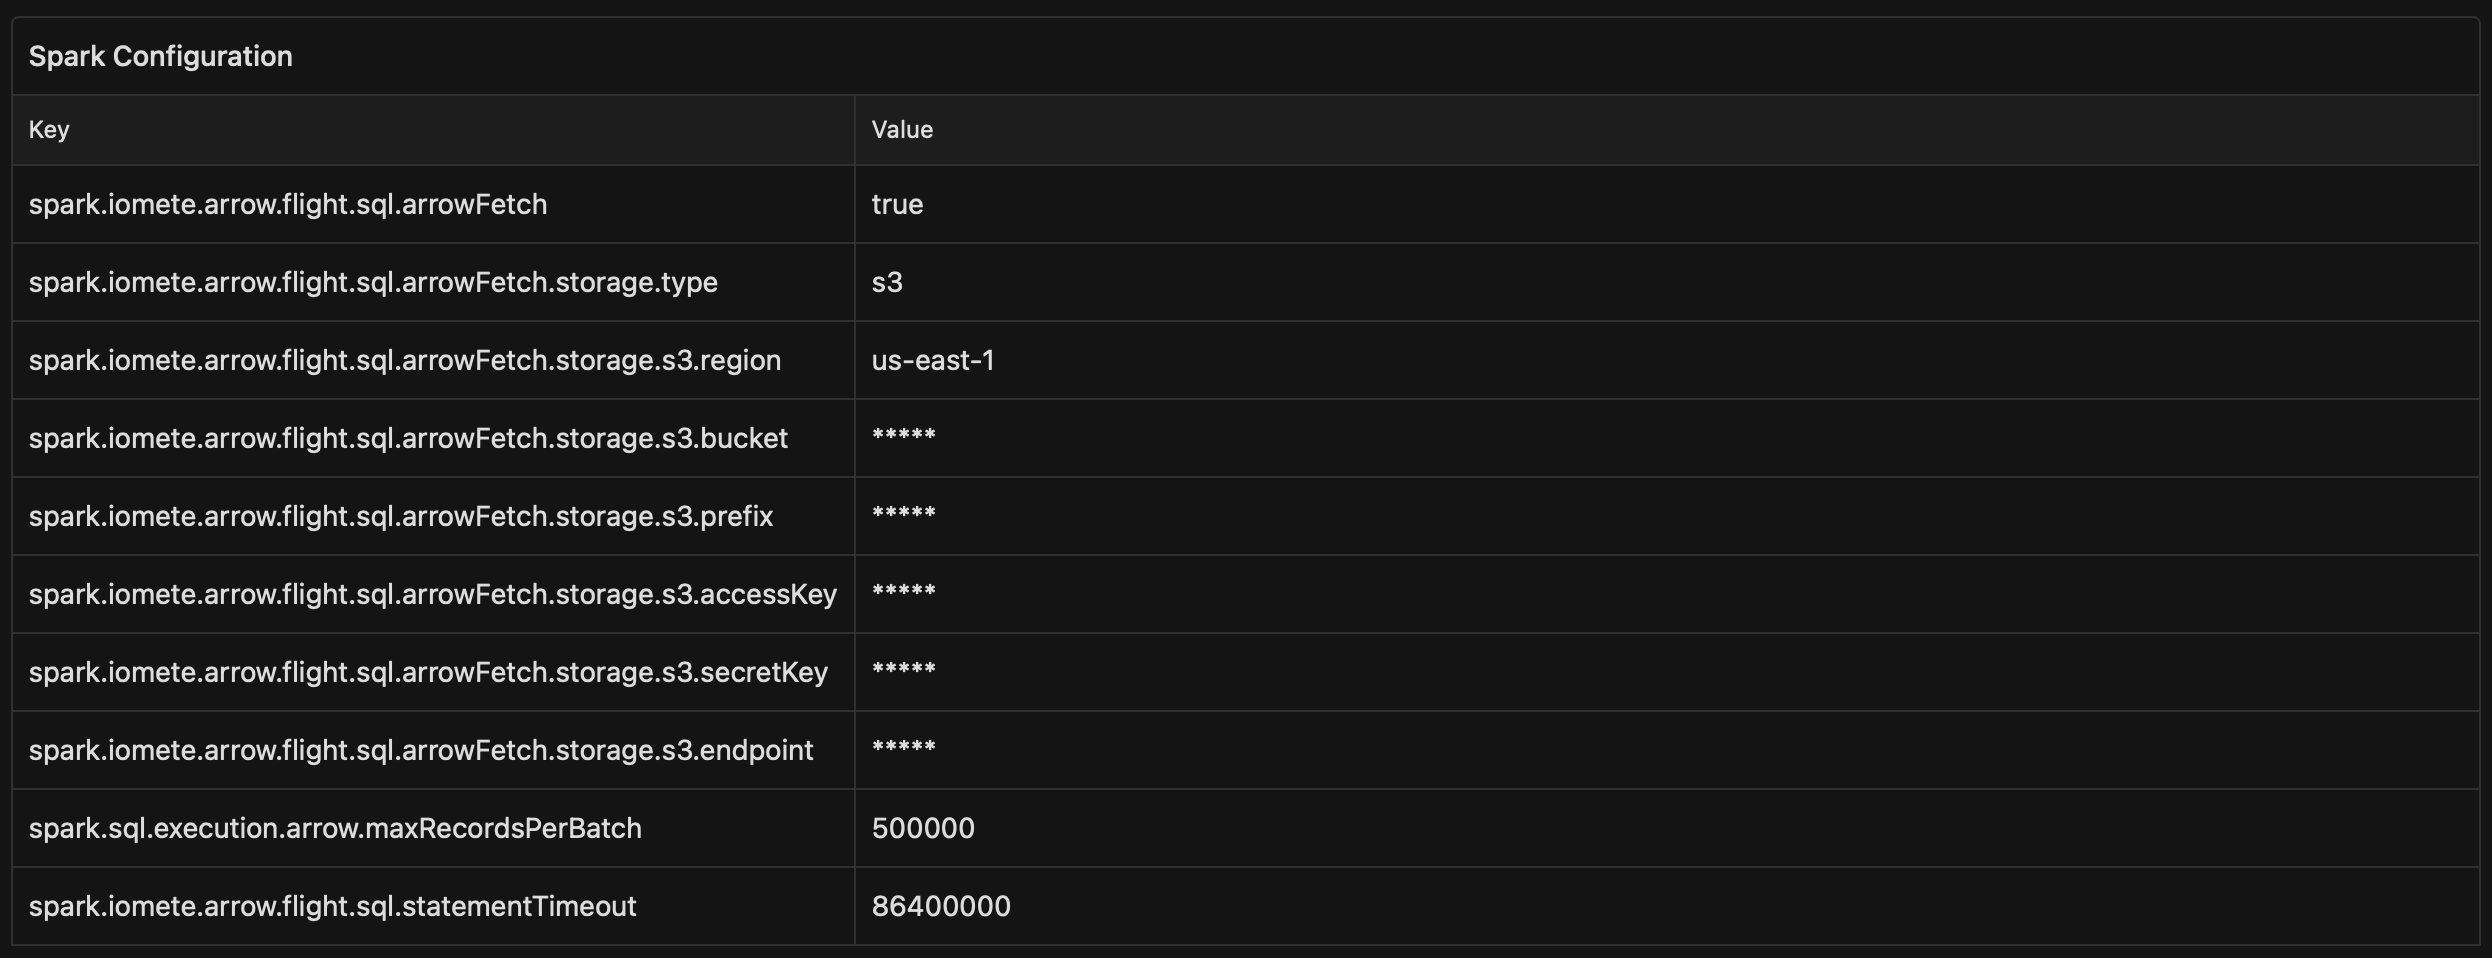 Spark Configuration
Key Value
spark.iomete.arrow.flight.sql.arrowFetch true
spark.iomete.arrow.flight.sql.arrowFetch.storage.type s3
spark.iomete.arrow.flight.sql.arrowFetch.storage.s3.region us-east-1
spark.iomete.arrow.flight.sql.arrowFetch.storage.s3.bucket *****
spark.iomete.arrow.flight.sql.arrowFetch.storage.s3.prefix *****
spark.iomete.arrow.flight.sql.arrowFetch.storage.s3.accessKey *****
spark.iomete.arrow.flight.sql.arrowFetch.storage.s3.secretKey *****
spark.iomete.arrow.flight.sql.arrowFetch.storage.s3.endpoint *****
spark.sql.execution.arrow.maxRecordsPerBatch 500000
spark.iomete.arrow.flight.sql.statementTimeout 86400000